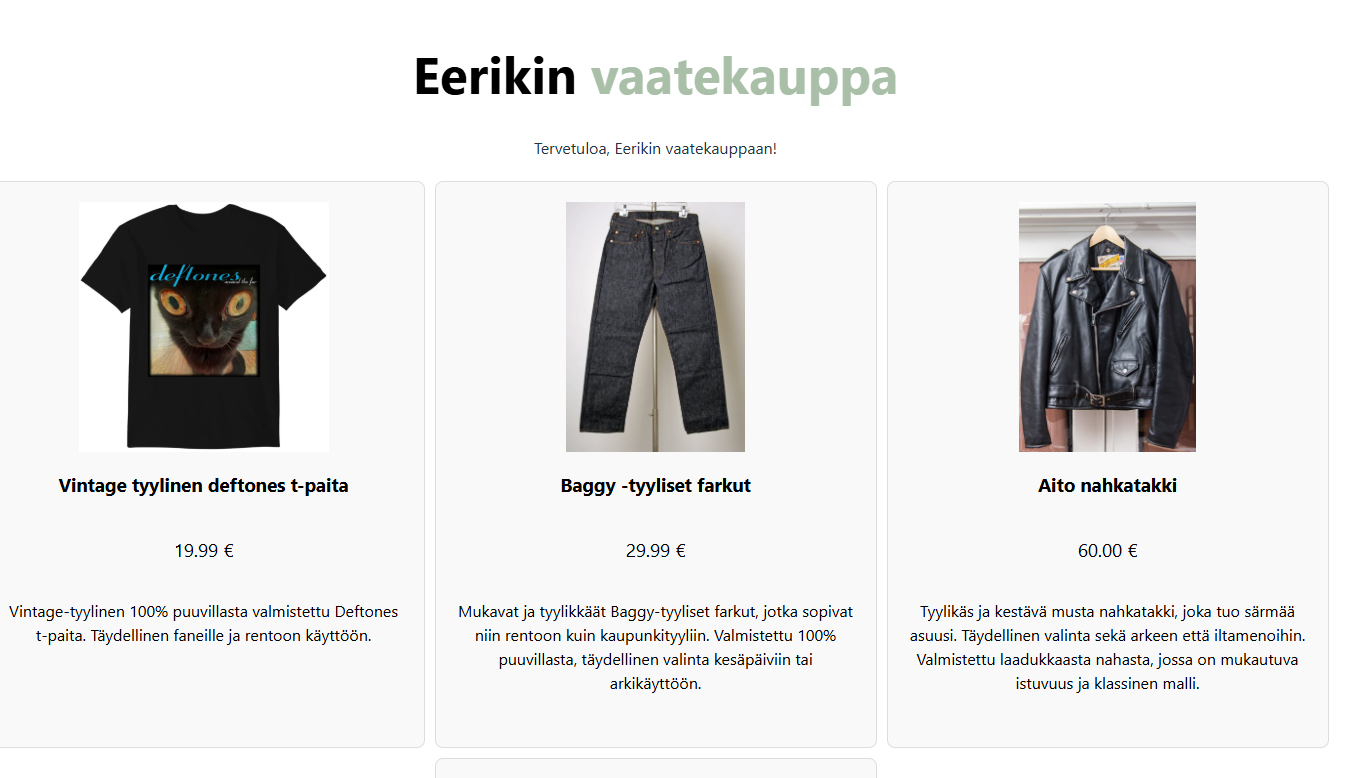 Eerikin vaatekauppa
Tervetuloa, Eerikin vaatekauppaan!
deftones
around the fur
Vintage tyylinen deftones t-paita
19.99 €
Vintage-tyylinen 100% puuvillasta valmistettu Deftones
t-paita. Täydellinen faneille ja rentoon käyttöön.
Baggy -tyyliset farkut
29.99 €
Mukavat ja tyylikkäät Baggy-tyyliset farkut, jotka sopivat
niin rentoon kuin kaupunkityyliin. Valmistettu 100%
puuvillasta, täydellinen valinta kesäpäiviin tai
arkikäyttöön.
Aito nahkatakki
60.00 €
Tyylikäs ja kestävä musta nahkatakki, joka tuo särmää
asuusi. Täydellinen valinta sekä arkeen että iltamenoihin.
Valmistettu laadukkaasta nahasta, jossa on mukautuva
istuvuus ja klassinen malli.